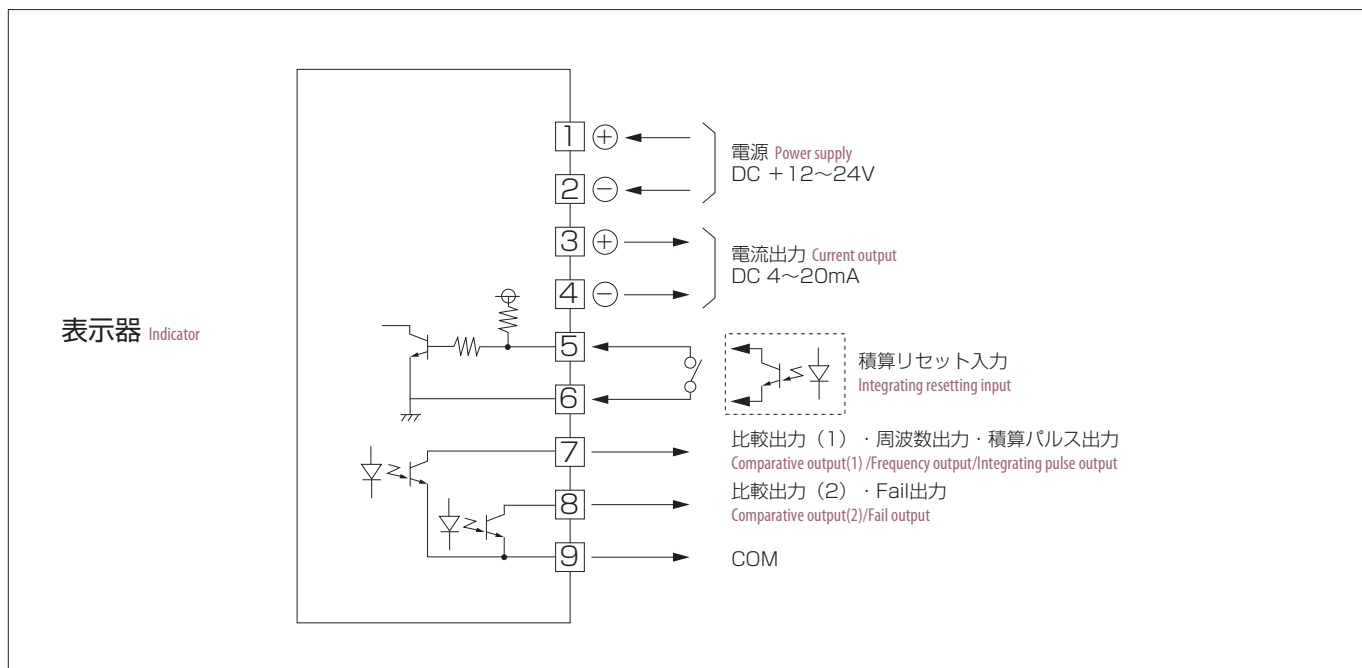 表示器 Indicator
1 ⊕
電源 Power supply
DC +12〜24V
2 ⊖
3 ⊕
電流出力 Current output
DC 4〜20mA
4 ⊖
5
積算リセット入力
Integrating resetting input
6
7
比較出力（1）・周波数出力・積算パルス出力
Comparative output(1) /Frequency output/Integrating pulse output
8
比較出力（2）・Fail出力
Comparative output(2)/Fail output
9
COM